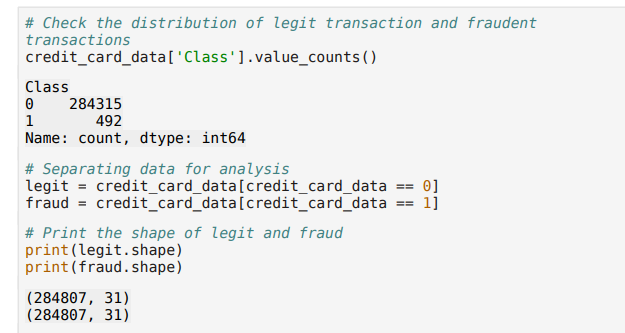 # Check the distribution of legit transaction and fraudent
transactions
credit_card_data['Class'].value_counts()
Class
0    284315
1       492
Name: count, dtype: int64
# Separating data for analysis
legit = credit_card_data[credit_card_data == 0]
fraud = credit_card_data[credit_card_data == 1]
# Print the shape of legit and fraud
print(legit.shape)
print(fraud.shape)
(284807, 31)
(284807, 31)